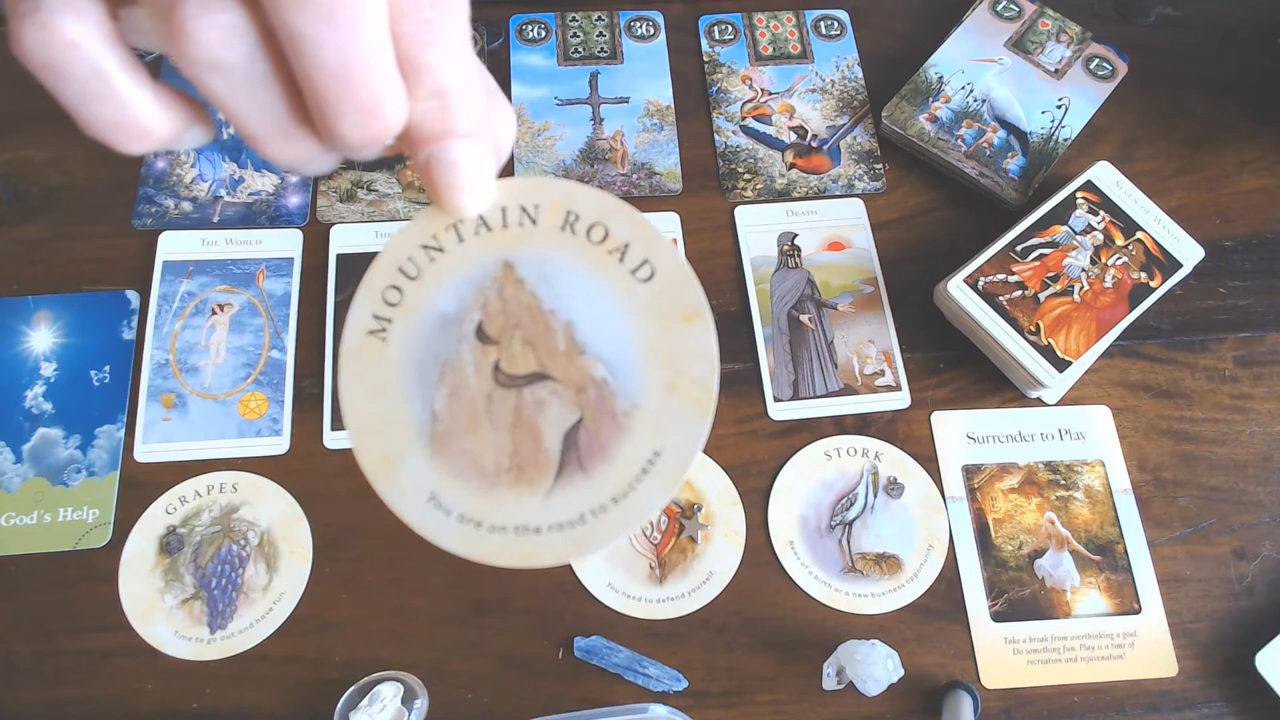 36 36
12 12
17
17
MOUNTAIN ROAD
You are on the road to success.
THE WORLD
THE
DEATH
SEVEN OF WANDS
God's Help
GRAPES
Time to go out and have fun.
You need to defend yourself.
STORK
News of a birth or a new business opportunity.
Surrender to Play
Take a break from overthinking a goal.
Do something fun. Play is a time of
recreation and rejuvenation!